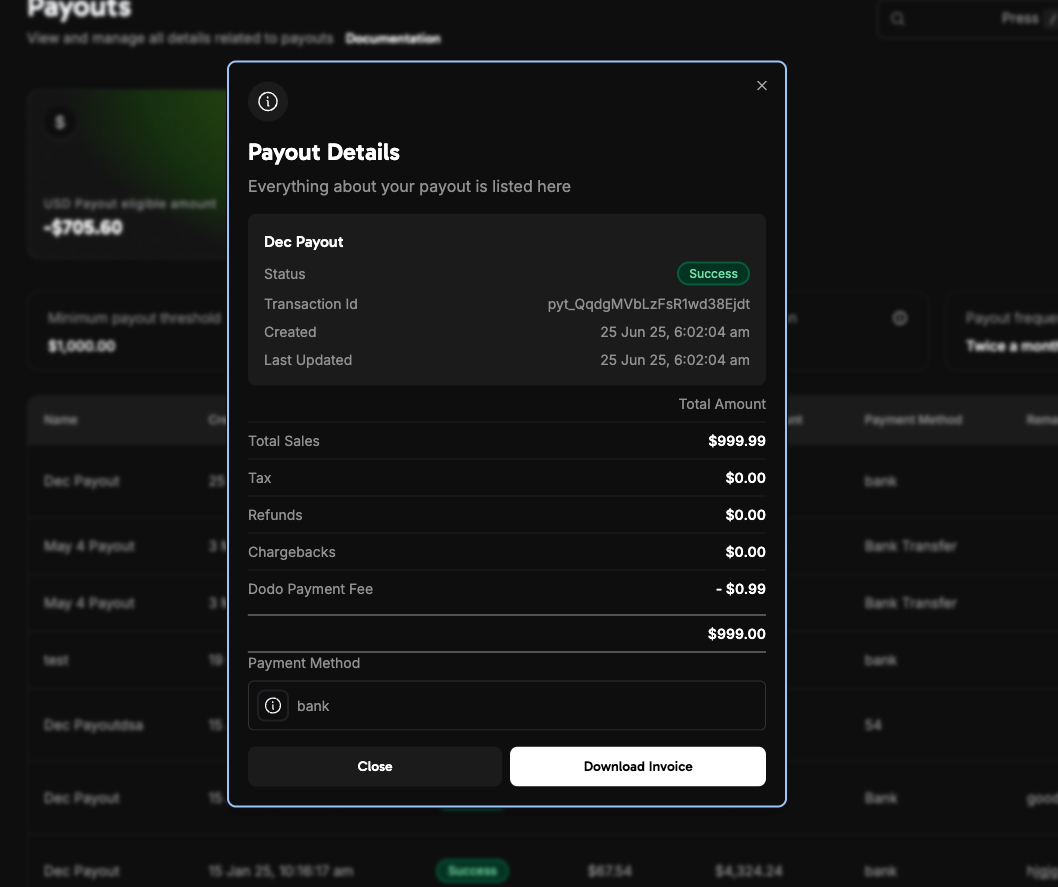 Payouts
View and manage all details related to payouts Documentation
Press /
$
USD Payout eligible amount
-$705.60
Minimum payout threshold
$1,000.00
Payout
Twice a month
Payout Details
Everything about your payout is listed here
Dec Payout
Status Success
Transaction Id pyt_QqdgMVbLzFsR1wd38Ejdt
Created 25 Jun 25, 6:02:04 am
Last Updated 25 Jun 25, 6:02:04 am
Total Amount
Total Sales $999.99
Tax $0.00
Refunds $0.00
Chargebacks $0.00
Dodo Payment Fee - $0.99
$999.00
Payment Method
bank
Close Download Invoice
Name Payment Method
Dec Payout 25 bank
May 4 Payout 3 Bank Transfer
May 4 Payout 3 Bank Transfer
test 19 bank
Dec Payoutdsa 15 54
Dec Payout 15 Bank good
Dec Payout 15 Jan 25, 10:16:17 am Success $67.54 $4,324.24 bank